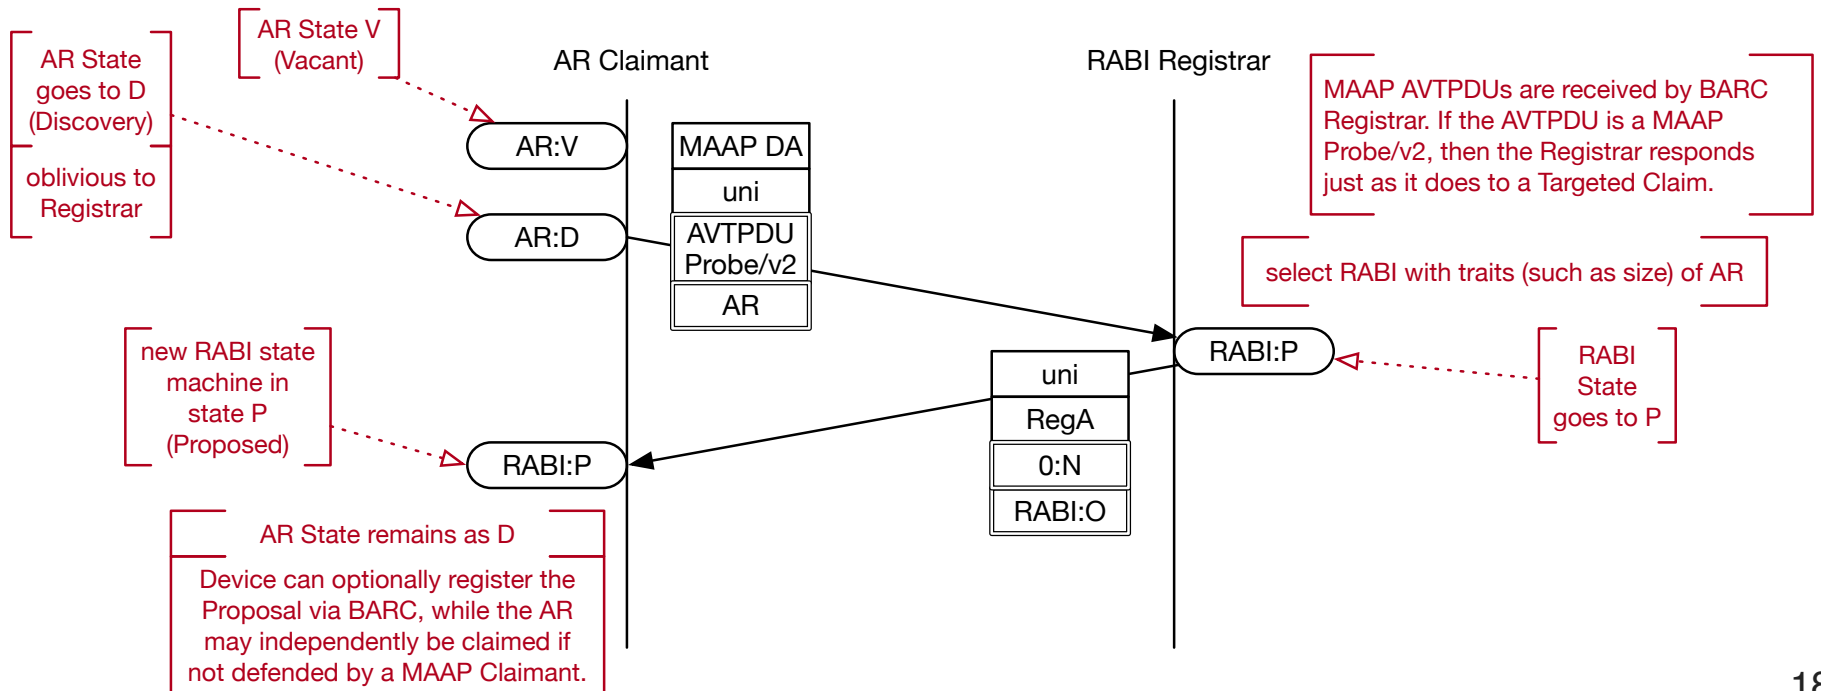 AR State V
(Vacant)
AR State
goes to D
(Discovery)
oblivious to
Registrar
AR Claimant
RABI Registrar
MAAP AVTPDUs are received by BARC
Registrar. If the AVTPDU is a MAAP
Probe/v2, then the Registrar responds
just as it does to a Targeted Claim.
AR:V
MAAP DA
uni
AR:D
AVTPDU
Probe/v2
AR
select RABI with traits (such as size) of AR
RABI:P
RABI
State
goes to P
new RABI state
machine in
state P
(Proposed)
uni
RegA
0:N
RABI:O
RABI:P
AR State remains as D
Device can optionally register the
Proposal via BARC, while the AR
may independently be claimed if
not defended by a MAAP Claimant.
18